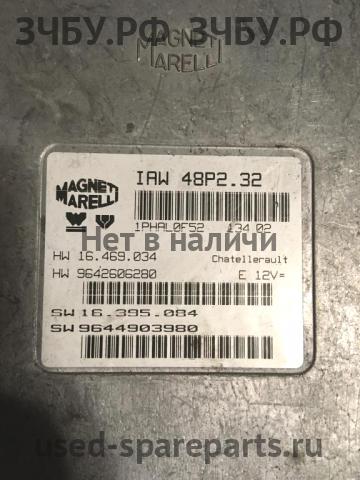 ЗЧБУ.РФ ЗЧБУ.РФ
MAGNETI
MARELLI
MAGNETI
MARELLI
IAW 48P2.32
1PHAL0F52 134 02
Нет в наличии
HW 16.469.034 Chatellerault
HW 9642606280 E 12V=
SW 16.395.084
SW 9644903980
used-spareparts.ru